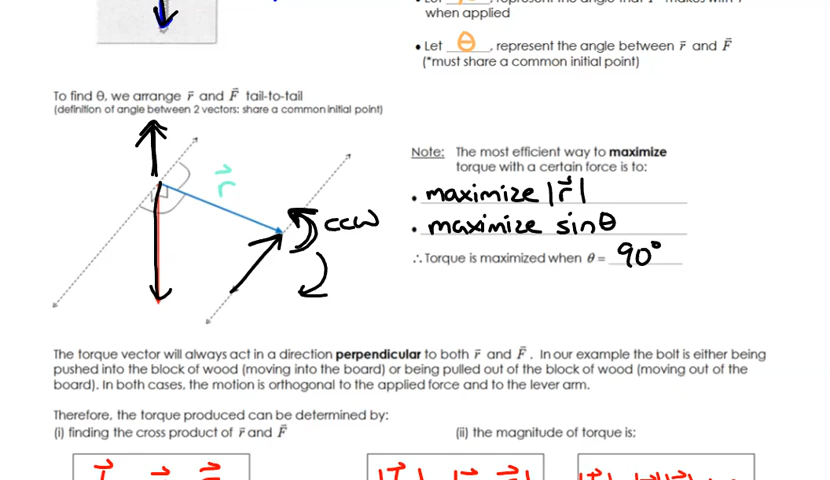 when applied
• Let θ, represent the angle between r⃗ and F⃗
(*must share a common initial point)
To find θ, we arrange r⃗ and F⃗ tail-to-tail
(definition of angle between 2 vectors: share a common initial point)
r⃗
CCW
Note: The most efficient way to maximize
torque with a certain force is to:
• maximize |r⃗|
• maximize sinθ
∴ Torque is maximized when θ = 90°
The torque vector will always act in a direction perpendicular to both r⃗ and F⃗. In our example the bolt is either being
pushed into the block of wood (moving into the board) or being pulled out of the block of wood (moving out of the
board). In both cases, the motion is orthogonal to the applied force and to the lever arm.
Therefore, the torque produced can be determined by:
(i) finding the cross product of r⃗ and F⃗
(ii) the magnitude of torque is: